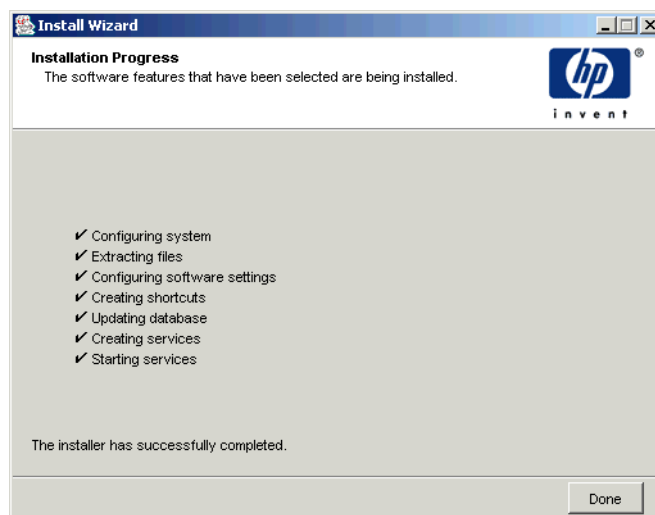 Install Wizard
Installation Progress
The software features that have been selected are being installed.
hp
®
invent
✔ Configuring system
✔ Extracting files
✔ Configuring software settings
✔ Creating shortcuts
✔ Updating database
✔ Creating services
✔ Starting services
The installer has successfully completed.
Done